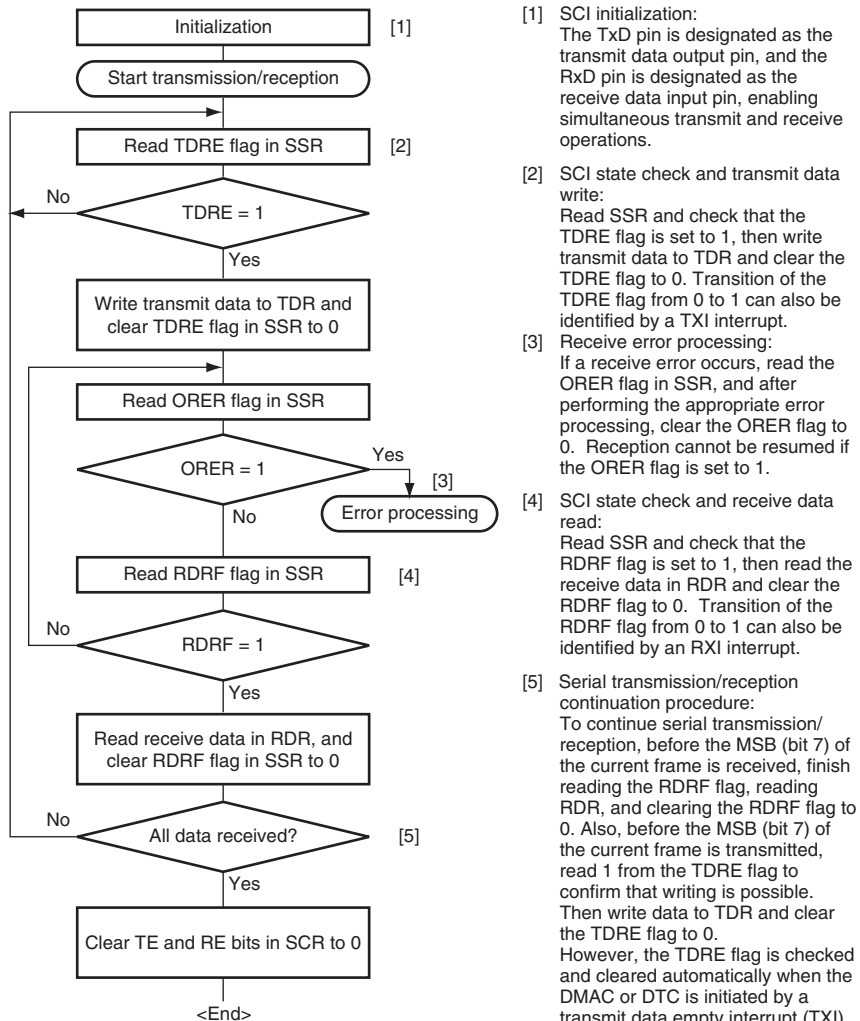 Initialization [1]
Start transmission/reception
Read TDRE flag in SSR [2]
No
TDRE = 1
Yes
Write transmit data to TDR and
clear TDRE flag in SSR to 0
Read ORER flag in SSR
ORER = 1
Yes
[3]
Error processing
No
Read RDRF flag in SSR [4]
No
RDRF = 1
Yes
Read receive data in RDR, and
clear RDRF flag in SSR to 0
No
All data received? [5]
Yes
Clear TE and RE bits in SCR to 0
<End>
[1] SCI initialization:
The TxD pin is designated as the
transmit data output pin, and the
RxD pin is designated as the
receive data input pin, enabling
simultaneous transmit and receive
operations.
[2] SCI state check and transmit data
write:
Read SSR and check that the
TDRE flag is set to 1, then write
transmit data to TDR and clear the
TDRE flag to 0. Transition of the
TDRE flag from 0 to 1 can also be
identified by a TXI interrupt.
[3] Receive error processing:
If a receive error occurs, read the
ORER flag in SSR, and after
performing the appropriate error
processing, clear the ORER flag to
0. Reception cannot be resumed if
the ORER flag is set to 1.
[4] SCI state check and receive data
read:
Read SSR and check that the
RDRF flag is set to 1, then read the
receive data in RDR and clear the
RDRF flag to 0. Transition of the
RDRF flag from 0 to 1 can also be
identified by an RXI interrupt.
[5] Serial transmission/reception
continuation procedure:
To continue serial transmission/
reception, before the MSB (bit 7) of
the current frame is received, finish
reading the RDRF flag, reading
RDR, and clearing the RDRF flag to
0. Also, before the MSB (bit 7) of
the current frame is transmitted,
read 1 from the TDRE flag to
confirm that writing is possible.
Then write data to TDR and clear
the TDRE flag to 0.
However, the TDRE flag is checked
and cleared automatically when the
DMAC or DTC is initiated by a
transmit data empty interrupt (TXI)